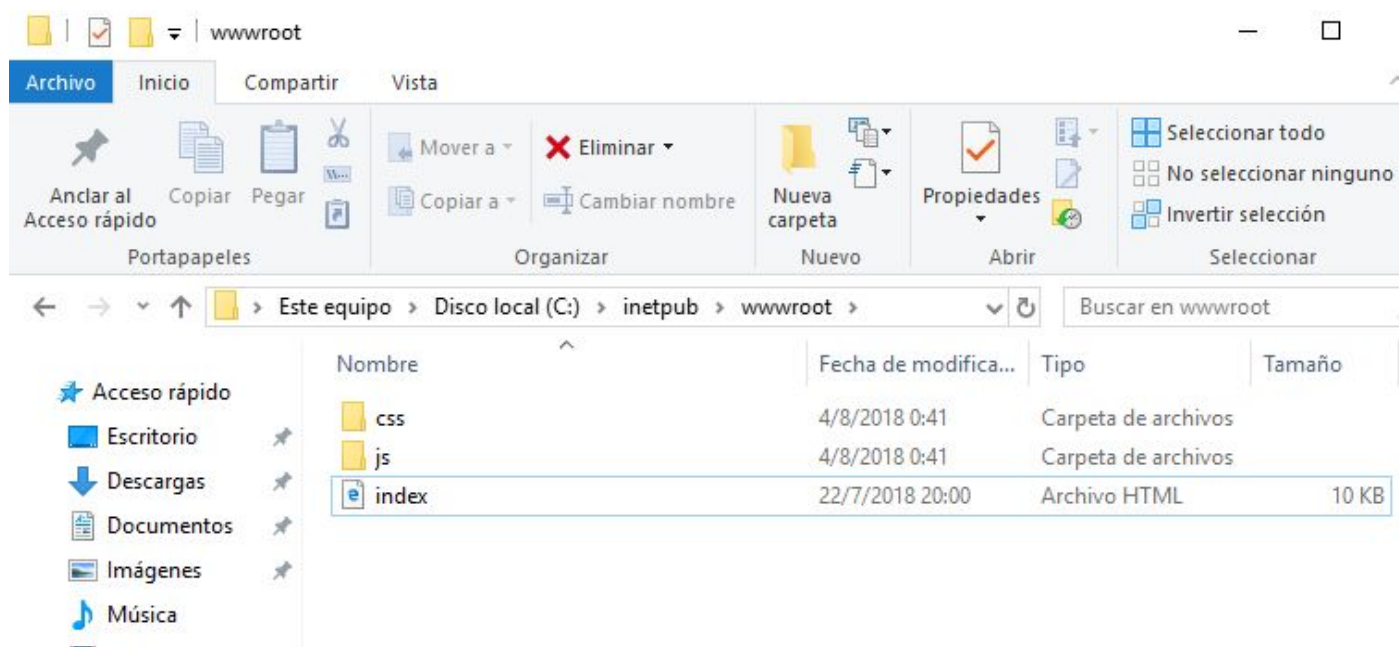 wwwroot
Archivo Inicio Compartir Vista
Anclar al Acceso rápido
Copiar
Pegar
Mover a
Copiar a
Eliminar
Cambiar nombre
Nueva carpeta
Propiedades
Seleccionar todo
No seleccionar ninguno
Invertir selección
Portapapeles Organizar Nuevo Abrir Seleccionar
Este equipo > Disco local (C:) > inetpub > wwwroot > Buscar en wwwroot
Nombre Fecha de modifica... Tipo Tamaño
Acceso rápido
Escritorio
Descargas
Documentos
Imágenes
Música
css 4/8/2018 0:41 Carpeta de archivos
js 4/8/2018 0:41 Carpeta de archivos
index 22/7/2018 20:00 Archivo HTML 10 KB